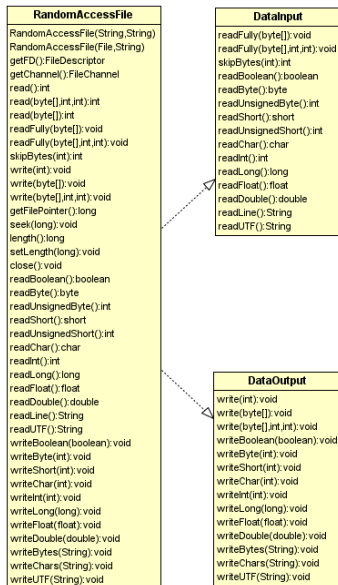 RandomAccessFile
RandomAccessFile(String,String)
RandomAccessFile(File,String)
getFD():FileDescriptor
getChannel():FileChannel
read():int
read(byte[],int,int):int
read(byte[]):int
readFully(byte[]):void
readFully(byte[],int,int):void
skipBytes(int):int
write(int):void
write(byte[]):void
write(byte[],int,int):void
getFilePointer():long
seek(long):void
length():long
setLength(long):void
close():void
readBoolean():boolean
readByte():byte
readUnsignedByte():int
readShort():short
readUnsignedShort():int
readChar():char
readInt():int
readLong():long
readFloat():float
readDouble():double
readLine():String
readUTF():String
writeBoolean(boolean):void
writeByte(int):void
writeShort(int):void
writeChar(int):void
writeInt(int):void
writeLong(long):void
writeFloat(float):void
writeDouble(double):void
writeBytes(String):void
writeChars(String):void
writeUTF(String):void
DataInput
readFully(byte[]):void
readFully(byte[],int,int):void
skipBytes(int):int
readBoolean():boolean
readByte():byte
readUnsignedByte():int
readShort():short
readUnsignedShort():int
readChar():char
readInt():int
readLong():long
readFloat():float
readDouble():double
readLine():String
readUTF():String
DataOutput
write(int):void
write(byte[]):void
write(byte[],int,int):void
writeBoolean(boolean):void
writeByte(int):void
writeShort(int):void
writeChar(int):void
writeInt(int):void
writeLong(long):void
writeFloat(float):void
writeDouble(double):void
writeBytes(String):void
writeChars(String):void
writeUTF(String):void